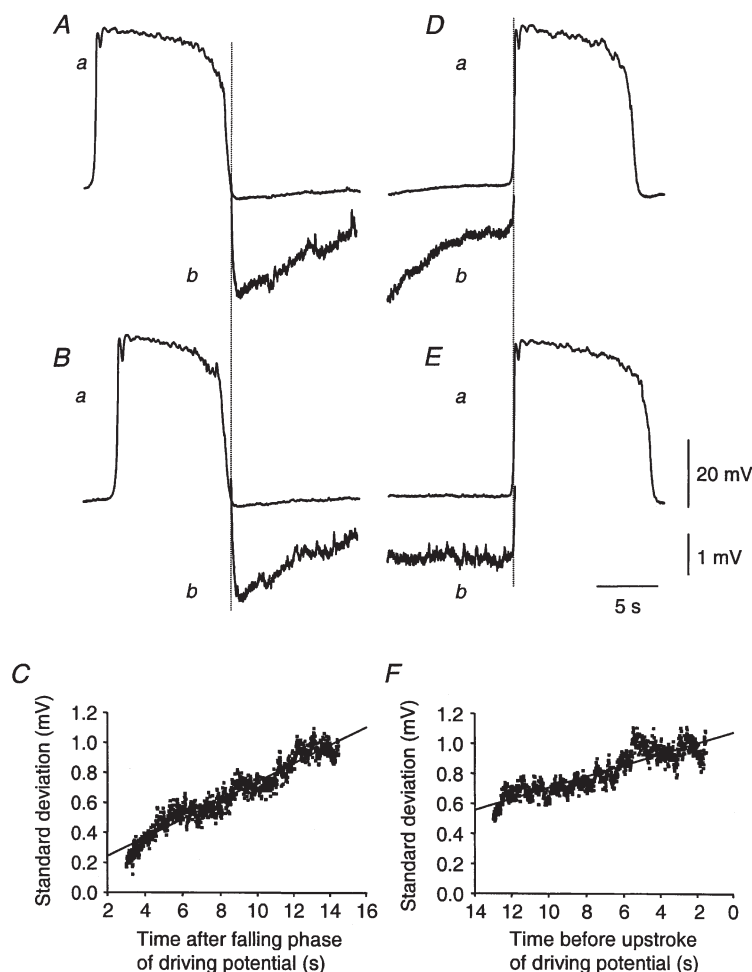 A
a
b
D
a
b
B
a
b
E
a
b
20 mV
1 mV
5 s
C
Standard deviation (mV)
1.2
1.0
0.8
0.6
0.4
0.2
0.0
2 4 6 8 10 12 14 16
Time after falling phase
of driving potential (s)
F
Standard deviation (mV)
1.2
1.0
0.8
0.6
0.4
0.2
0.0
14 12 10 8 6 4 2 0
Time before upstroke
of driving potential (s)